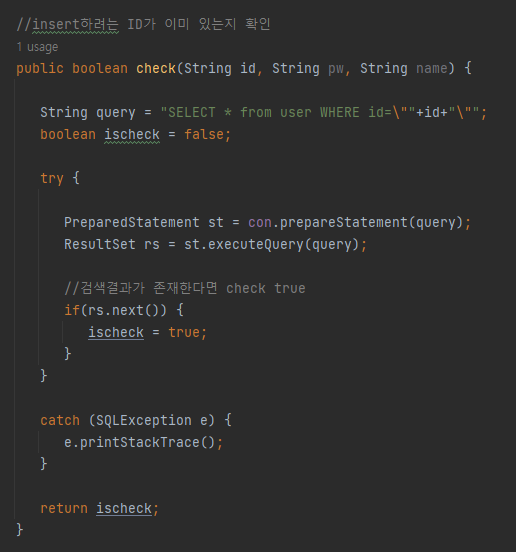 //insert하려는 ID가 이미 있는지 확인
1 usage
public boolean check(String id, String pw, String name) {
String query = "SELECT * from user WHERE id=\""+id+"\"";
boolean ischeck = false;
try {
PreparedStatement st = con.prepareStatement(query);
ResultSet rs = st.executeQuery(query);
//검색결과가 존재한다면 check true
if(rs.next()) {
ischeck = true;
}
}
catch (SQLException e) {
e.printStackTrace();
}
return ischeck;
}